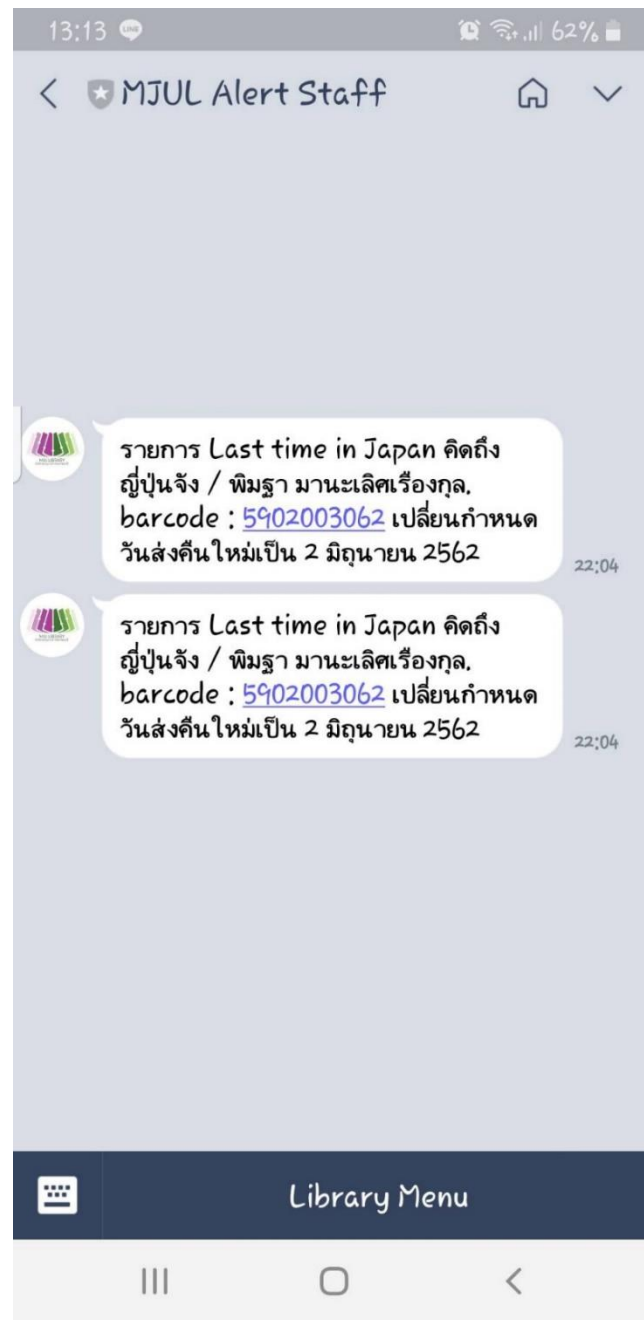 13:13 LINE 62%
MJUL Alert Staff
รายการ Last time in Japan คิดถึง
ญี่ปุ่นจัง / พิมฐา มานะเลิศเรืองกุล.
barcode : 5902003062 เปลี่ยนกำหนด
วันส่งคืนใหม่เป็น 2 มิถุนายน 2562
22:04
รายการ Last time in Japan คิดถึง
ญี่ปุ่นจัง / พิมฐา มานะเลิศเรืองกุล.
barcode : 5902003062 เปลี่ยนกำหนด
วันส่งคืนใหม่เป็น 2 มิถุนายน 2562
22:04
Library Menu